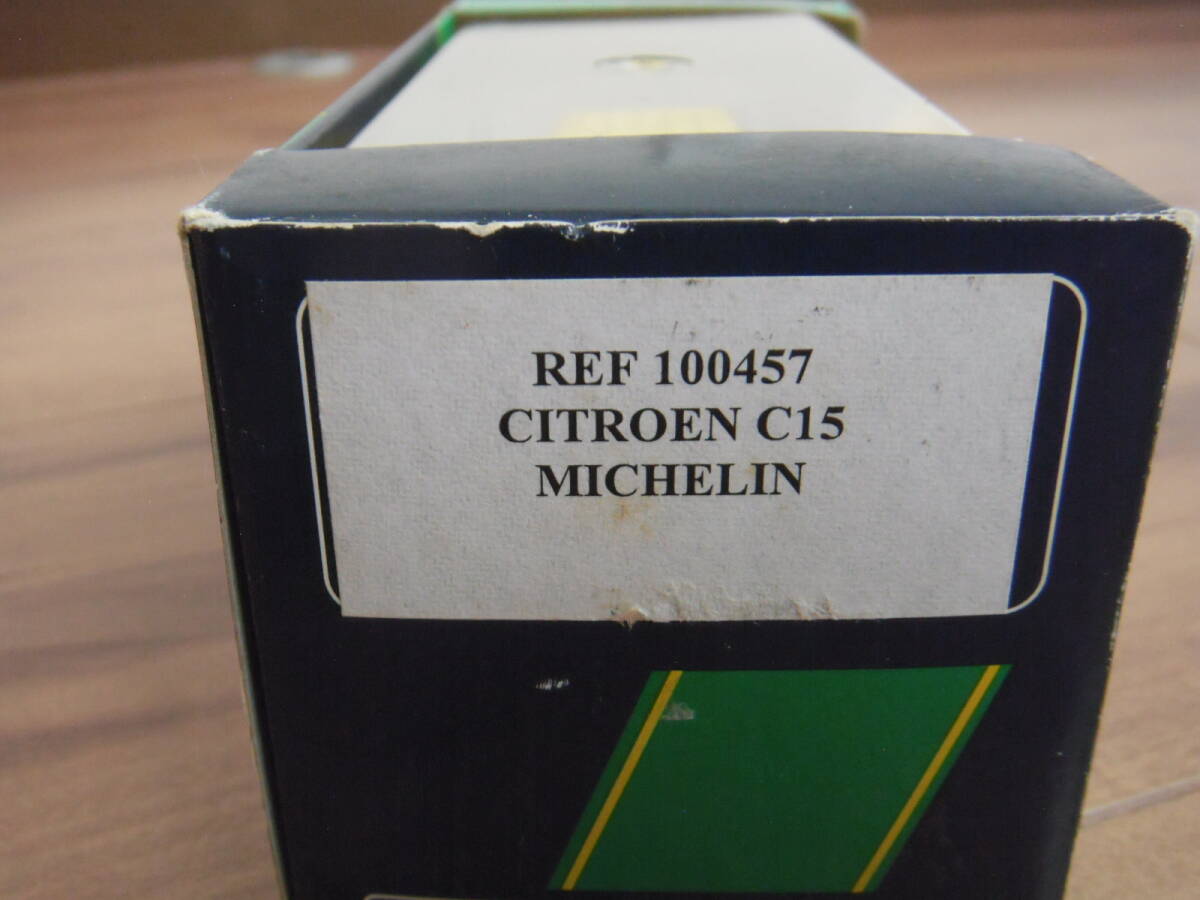 REF 100457
CITROEN C15
MICHELIN